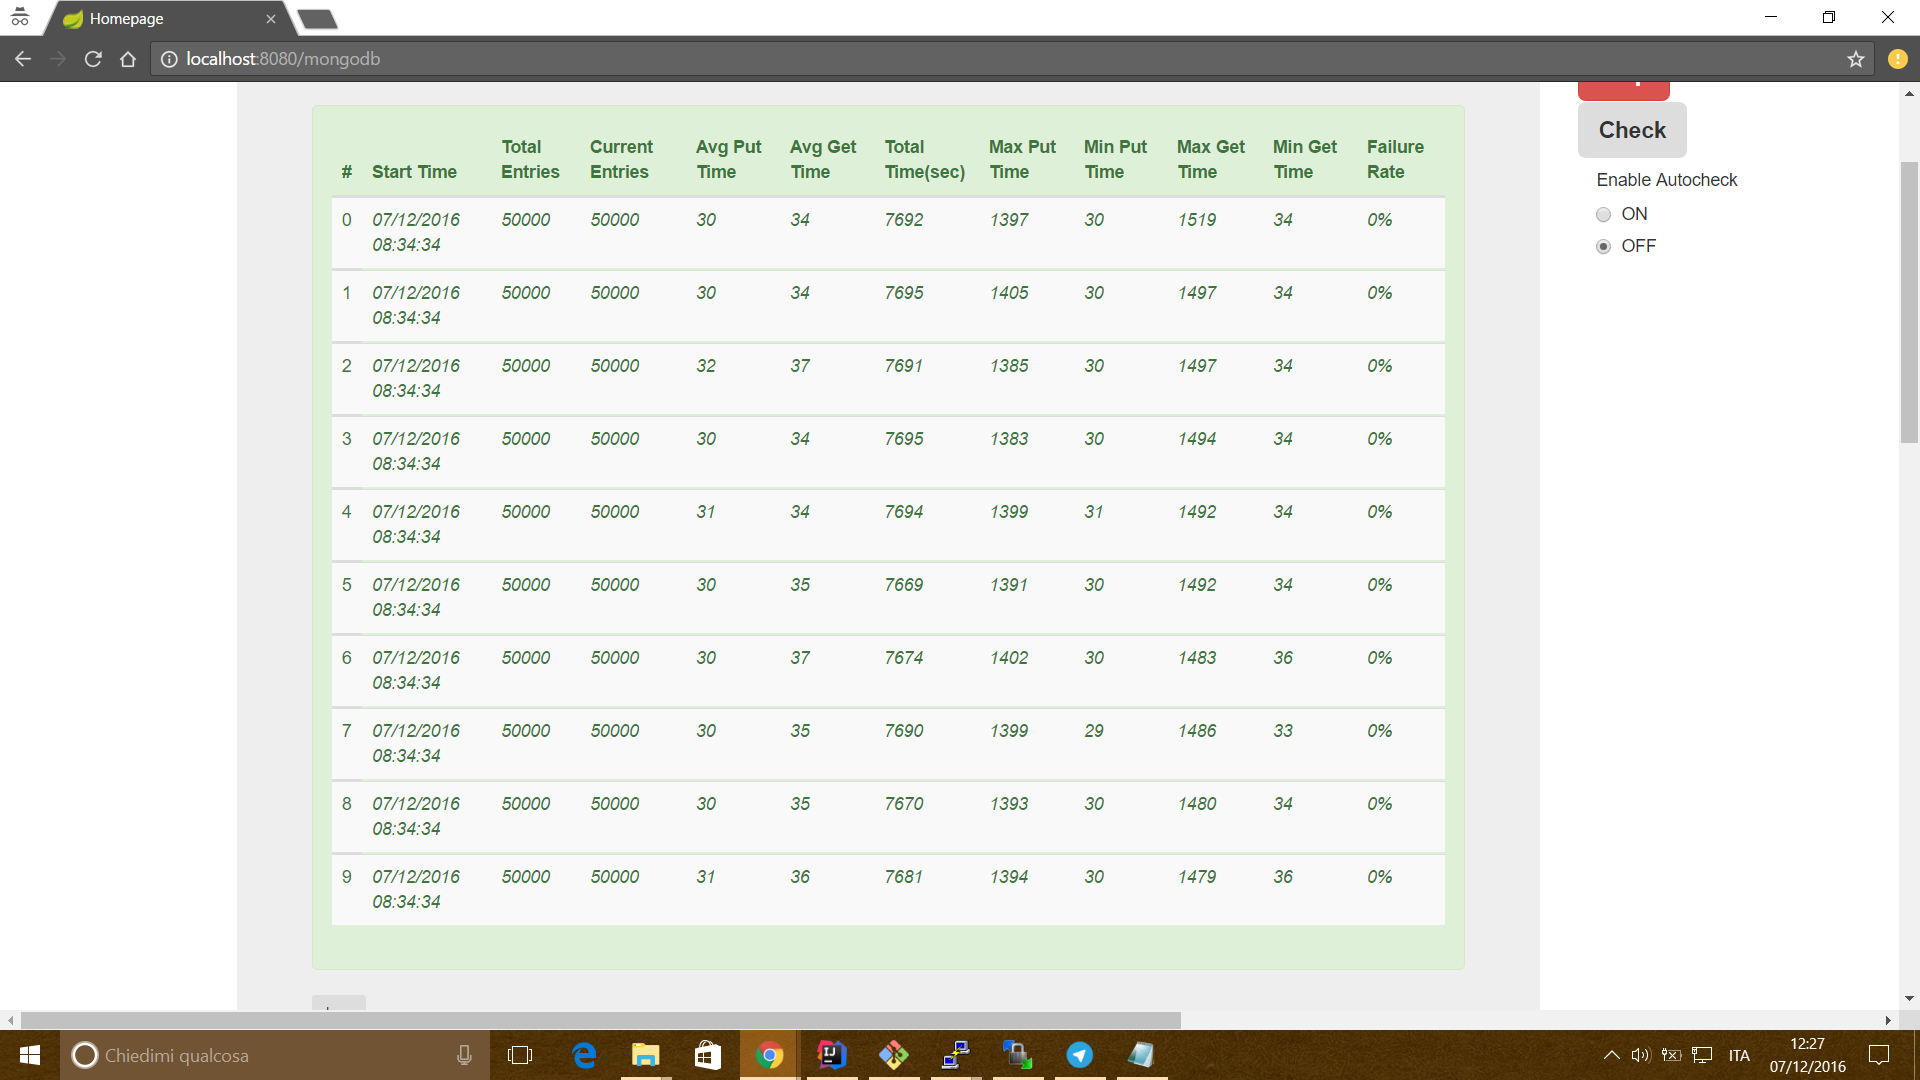 Homepage
localhost:8080/mongodb
Check
Enable Autocheck
ON
OFF
# Start Time Total Entries Current Entries Avg Put Time Avg Get Time Total Time(sec) Max Put Time Min Put Time Max Get Time Min Get Time Failure Rate
0 07/12/2016 08:34:34 50000 50000 30 34 7692 1397 30 1519 34 0%
1 07/12/2016 08:34:34 50000 50000 30 34 7695 1405 30 1497 34 0%
2 07/12/2016 08:34:34 50000 50000 32 37 7691 1385 30 1497 34 0%
3 07/12/2016 08:34:34 50000 50000 30 34 7695 1383 30 1494 34 0%
4 07/12/2016 08:34:34 50000 50000 31 34 7694 1399 31 1492 34 0%
5 07/12/2016 08:34:34 50000 50000 30 35 7669 1391 30 1492 34 0%
6 07/12/2016 08:34:34 50000 50000 30 37 7674 1402 30 1483 36 0%
7 07/12/2016 08:34:34 50000 50000 30 35 7690 1399 29 1486 33 0%
8 07/12/2016 08:34:34 50000 50000 30 35 7670 1393 30 1480 34 0%
9 07/12/2016 08:34:34 50000 50000 31 36 7681 1394 30 1479 36 0%
Chiedimi qualcosa
ITA
12:27
07/12/2016